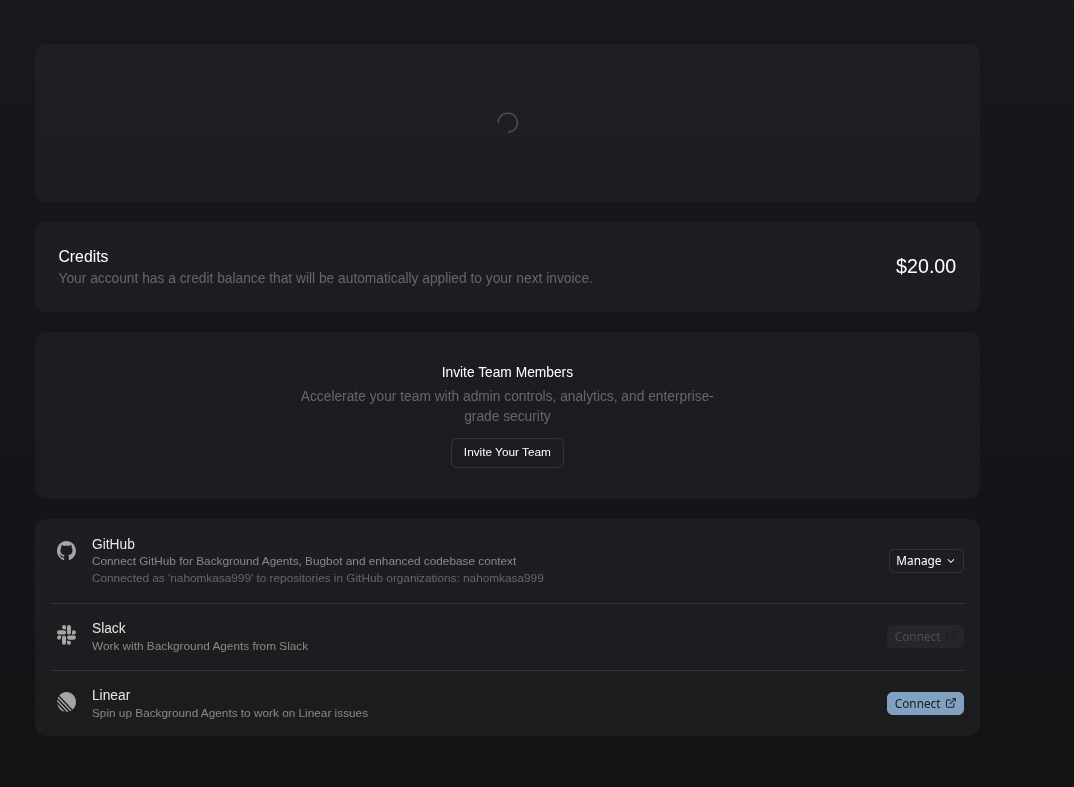 Credits
Your account has a credit balance that will be automatically applied to your next invoice.
$20.00
Invite Team Members
Accelerate your team with admin controls, analytics, and enterprise-
grade security
Invite Your Team
GitHub
Connect GitHub for Background Agents, Bugbot and enhanced codebase context
Connected as 'nahomkasa999' to repositories in GitHub organizations: nahomkasa999
Manage
Slack
Work with Background Agents from Slack
Connect
Linear
Spin up Background Agents to work on Linear issues
Connect